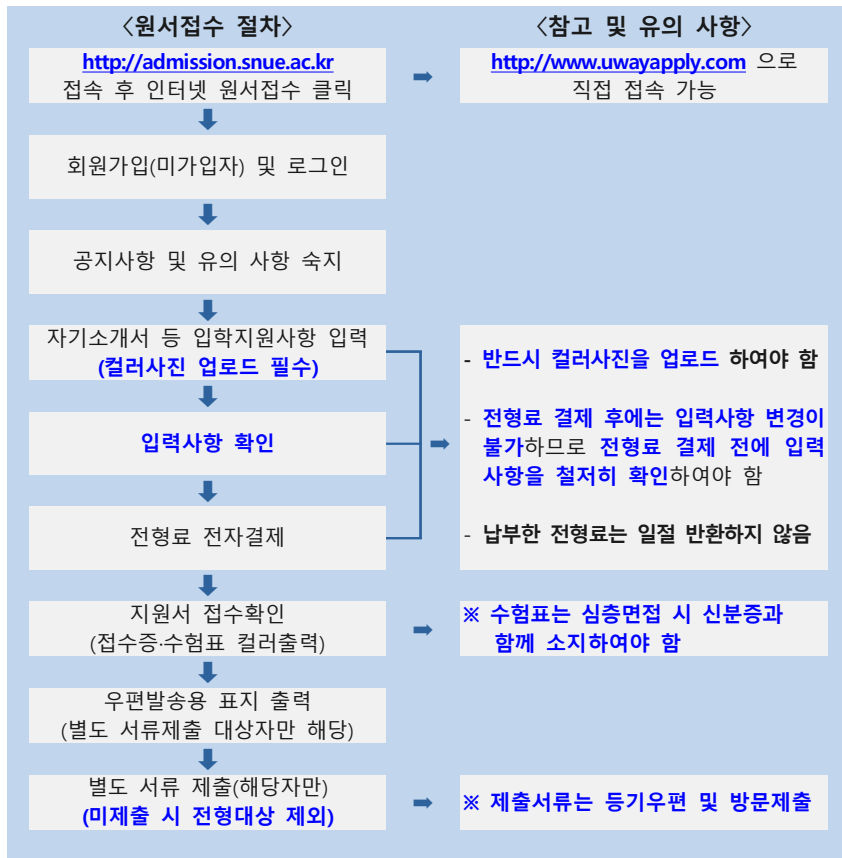 <원서접수 절차>
<참고 및 유의 사항>
http://admission.snue.ac.kr
접속 후 인터넷 원서접수 클릭
http://www.uwayapply.com 으로
직접 접속 가능
회원가입(미가입자) 및 로그인
공지사항 및 유의 사항 숙지
자기소개서 등 입학지원사항 입력
(컬러사진 업로드 필수)
입력사항 확인
전형료 전자결제
- 반드시 컬러사진을 업로드 하여야 함
- 전형료 결제 후에는 입력사항 변경이
불가하므로 전형료 결제 전에 입력
사항을 철저히 확인하여야 함
- 납부한 전형료는 일절 반환하지 않음
지원서 접수확인
(접수증·수험표 컬러출력)
※ 수험표는 심층면접 시 신분증과
함께 소지하여야 함
우편발송용 표지 출력
(별도 서류제출 대상자만 해당)
별도 서류 제출(해당자만)
(미제출 시 전형대상 제외)
※ 제출서류는 등기우편 및 방문제출